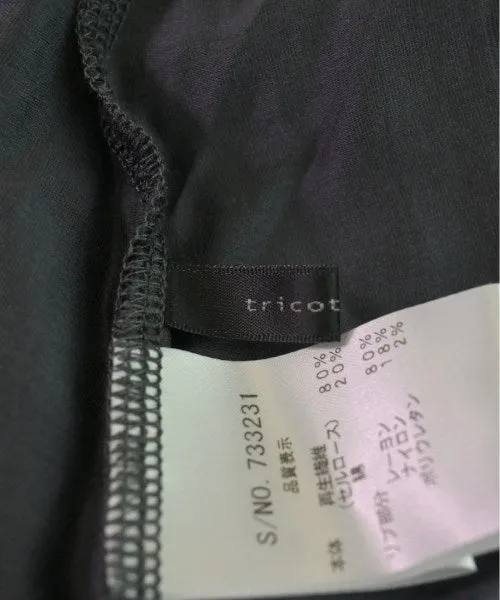 tricot
S/NO. 733231
品質表示
本体 再生繊維 80%
(セルロース)
綿 20%
リブ部分 レーヨン 80%
ナイロン 18%
ポリウレタン 2%